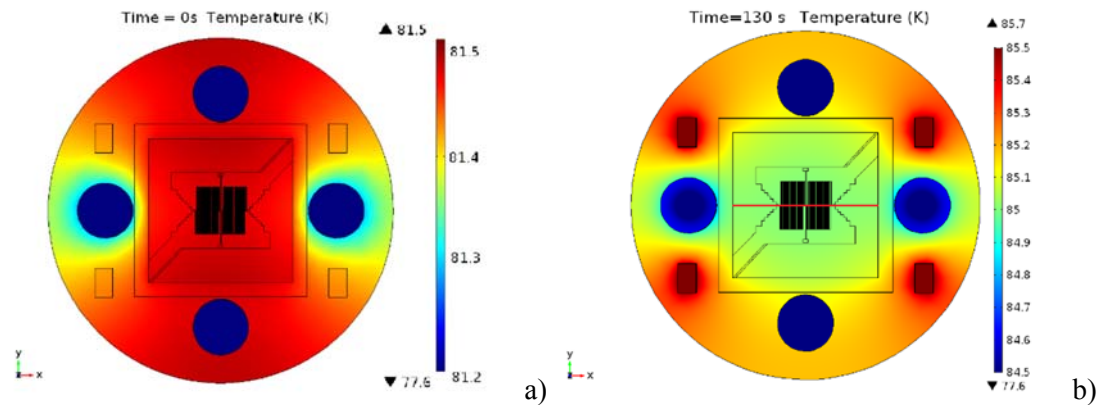 Time = 0s Temperature (K)
▲ 81.5
81.5
81.4
81.3
81.2
▼ 77.6
y
x
a)
Time=130 s Temperature (K)
▲ 85.7
85.5
85.4
85.3
85.2
85.1
85
84.9
84.8
84.7
84.6
84.5
▼ 77.6
y
x
b)